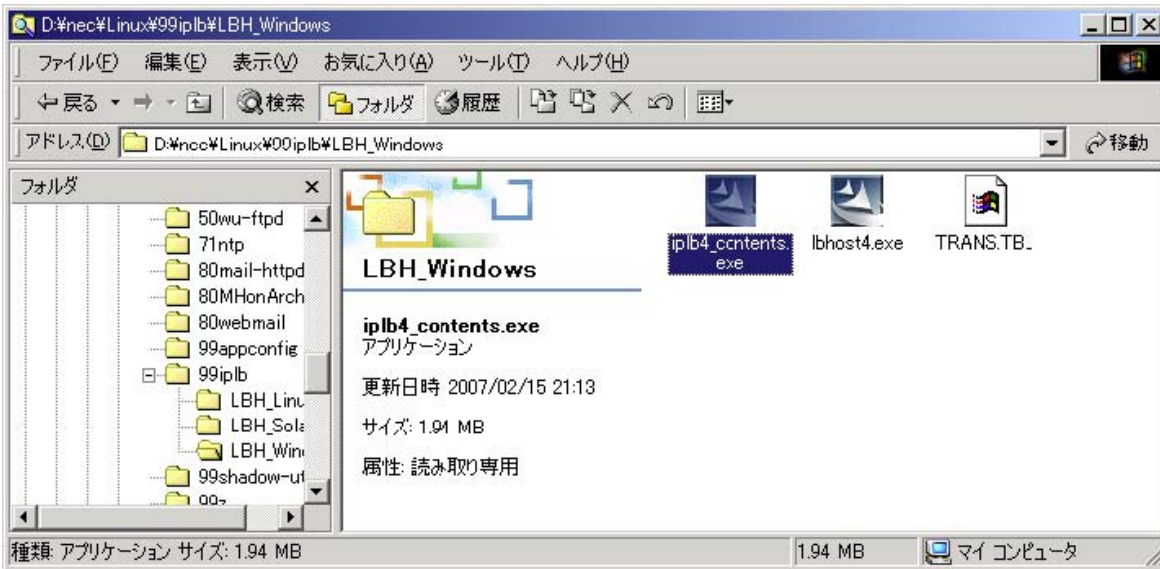 D:¥nec¥Linux¥99iplb¥LBH_Windows
ファイル(F) 編集(E) 表示(V) お気に入り(A) ツール(T) ヘルプ(H)
戻る 検索 フォルダ 履歴
アドレス(D) D:¥nec¥Linux¥99iplb¥LBH_Windows 移動
フォルダ ×
50wu-ftpd
71ntp
80mail-httpd
80MHonArch
80webmail
99appconfig
99iplb
LBH_Linu
LBH_Sola
LBH_Win
99shadow-ut
99z
LBH_Windows
iplb4_contents.exe
アプリケーション
更新日時 2007/02/15 21:13
サイズ: 1.94 MB
属性: 読み取り専用
iplb4_contents.
exe
lbhost4.exe
TRANS.TB_
種類: アプリケーション サイズ: 1.94 MB 1.94 MB マイ コンピュータ